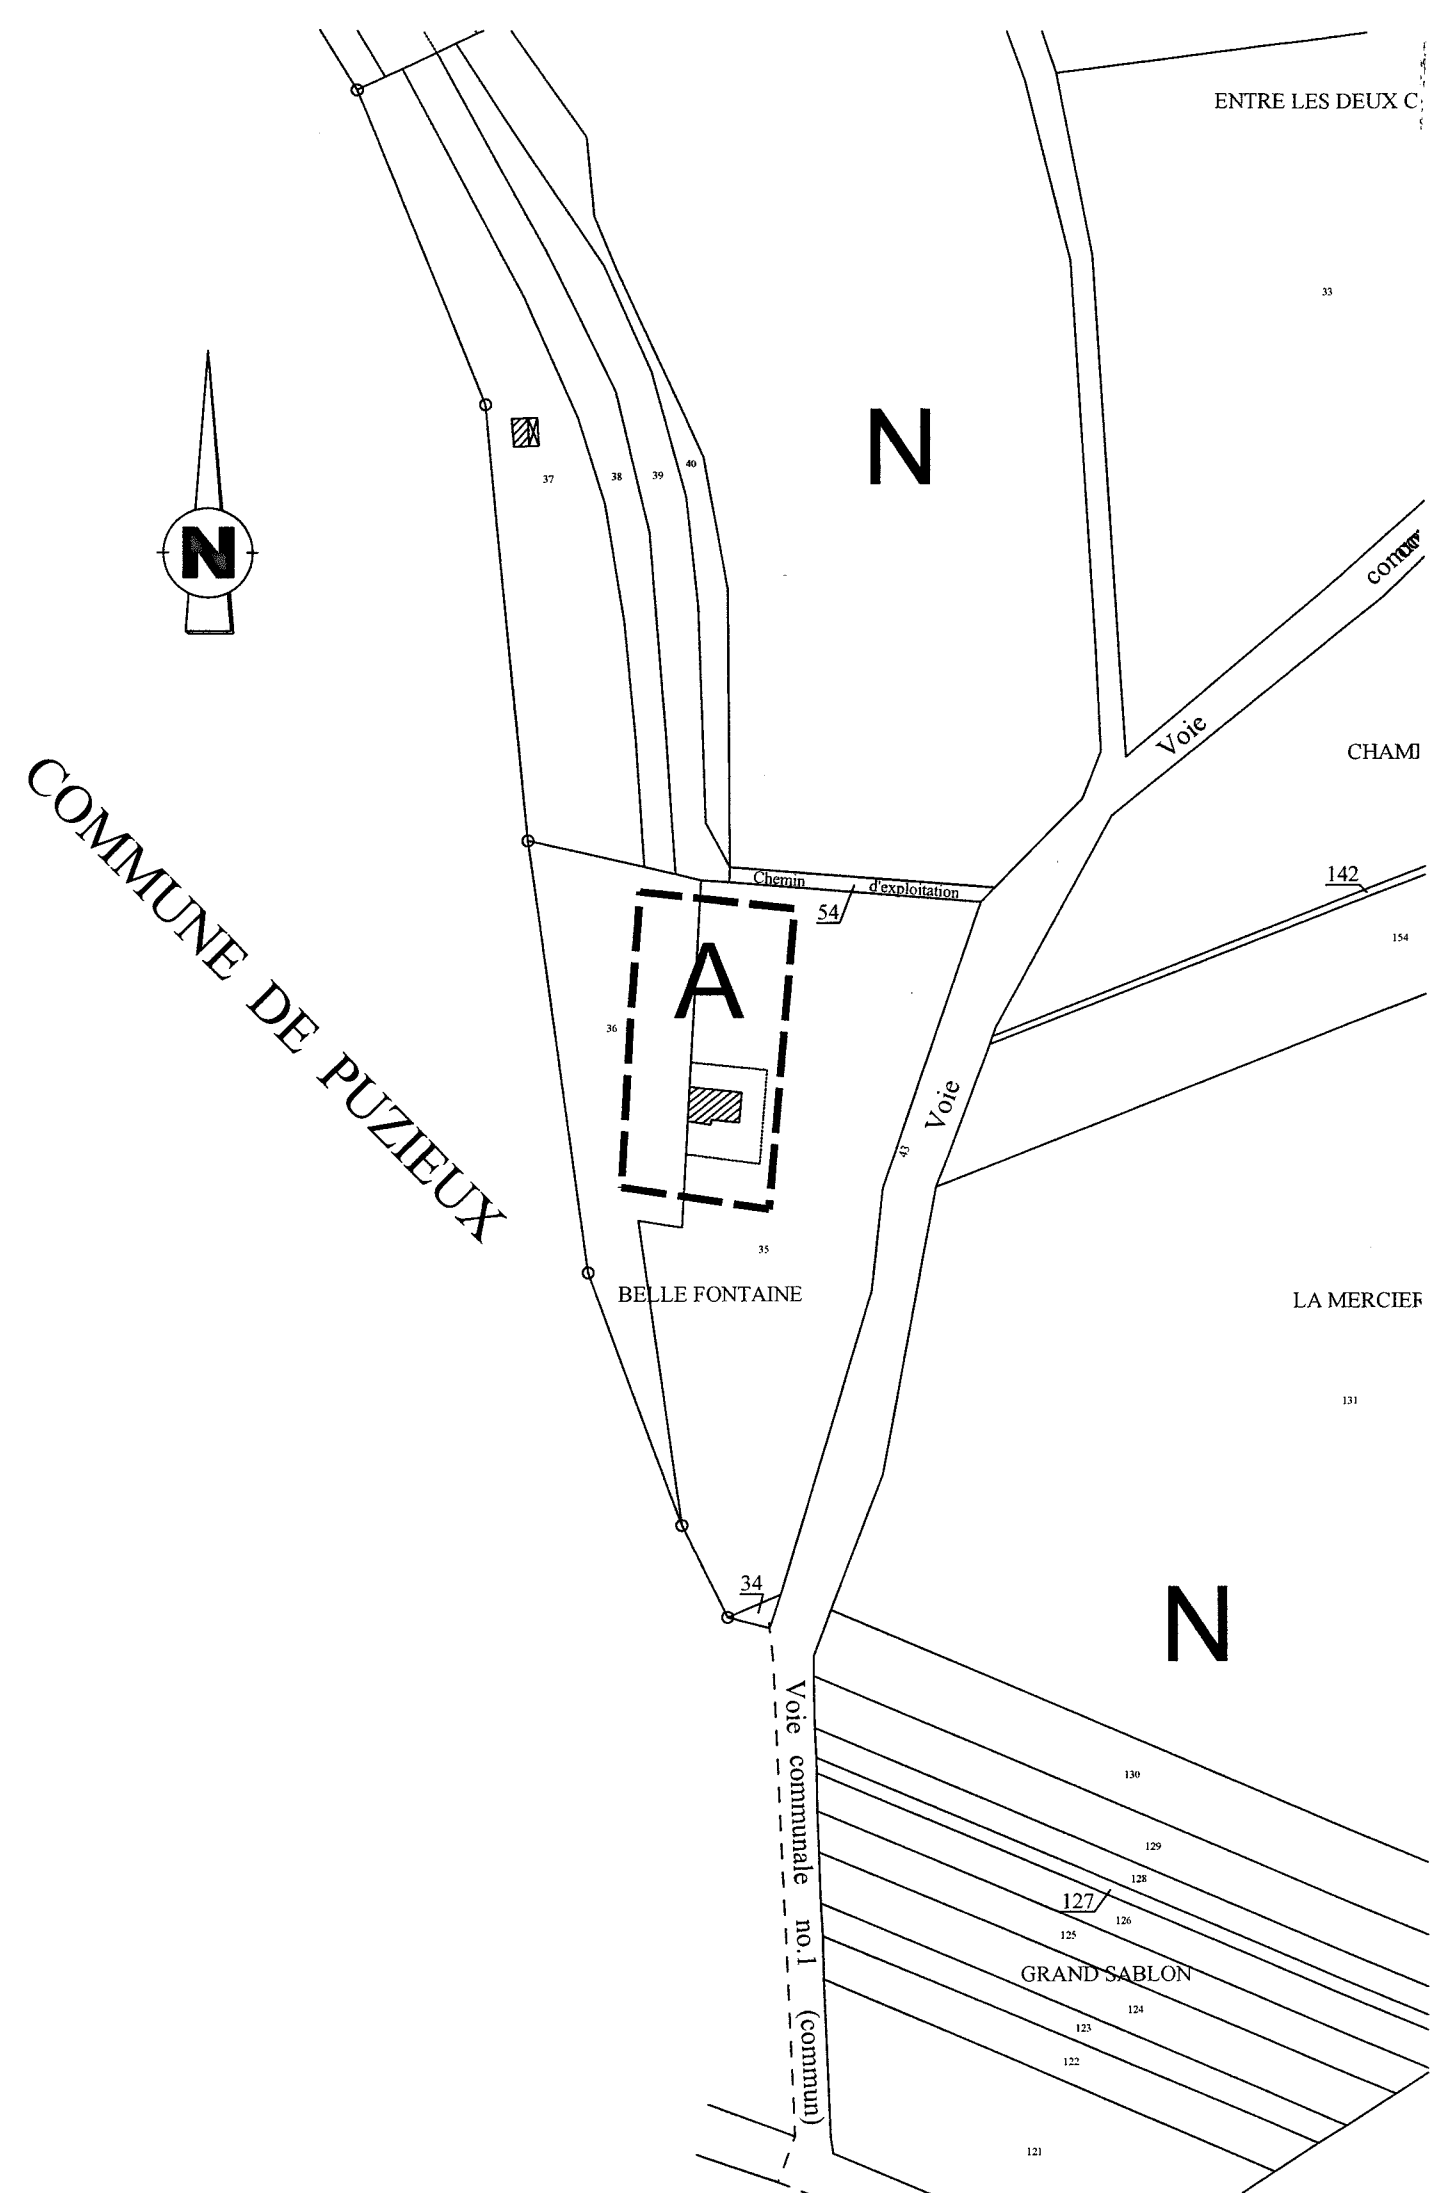 ENTRE LES DEUX C
33
N
40
39
38
37
N
Voie
CHAMI
COMMUNE DE PUZIEUX
142
Chemin d'exploitation
54
154
A
36
Voie
43
35
BELLE FONTAINE
LA MERCIER
131
34
N
Voie communale no.1 (commun)
130
129
128
127
126
125
GRAND SABLON
124
123
122
121